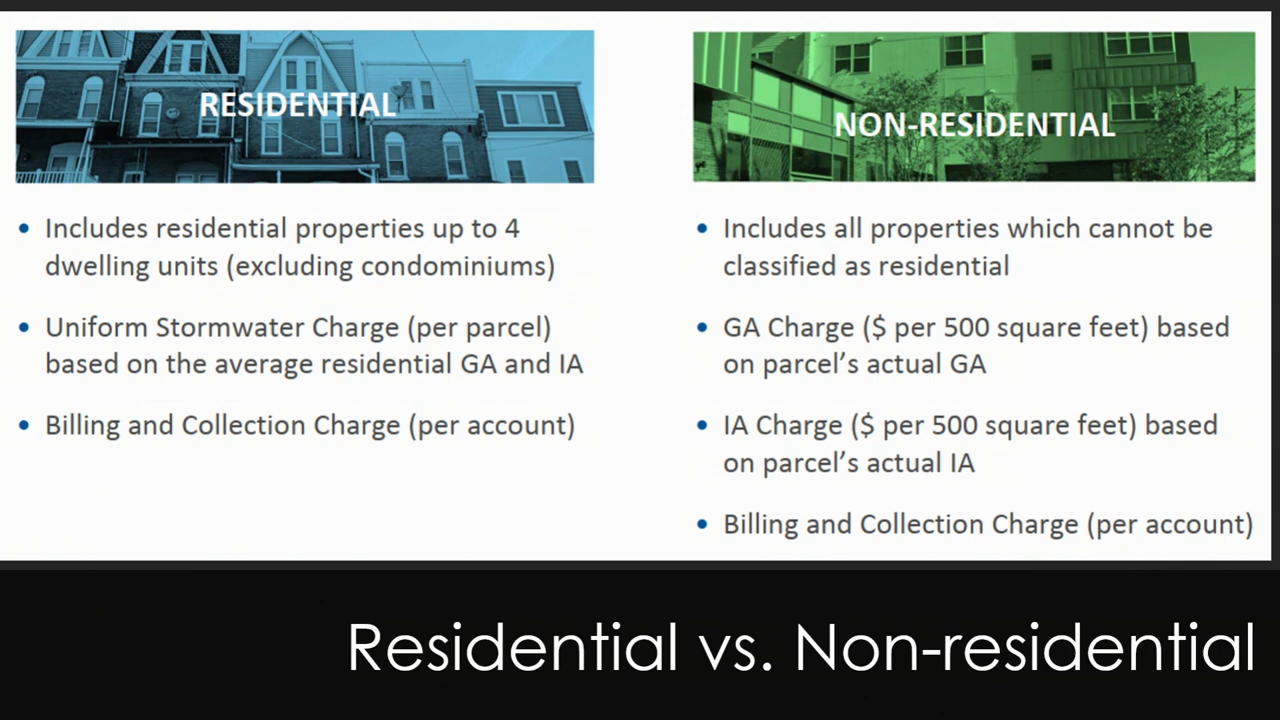 RESIDENTIAL
• Includes residential properties up to 4
dwelling units (excluding condominiums)
• Uniform Stormwater Charge (per parcel)
based on the average residential GA and IA
• Billing and Collection Charge (per account)
NON-RESIDENTIAL
• Includes all properties which cannot be
classified as residential
• GA Charge ($ per 500 square feet) based
on parcel’s actual GA
• IA Charge ($ per 500 square feet) based
on parcel’s actual IA
• Billing and Collection Charge (per account)
Residential vs. Non-residential